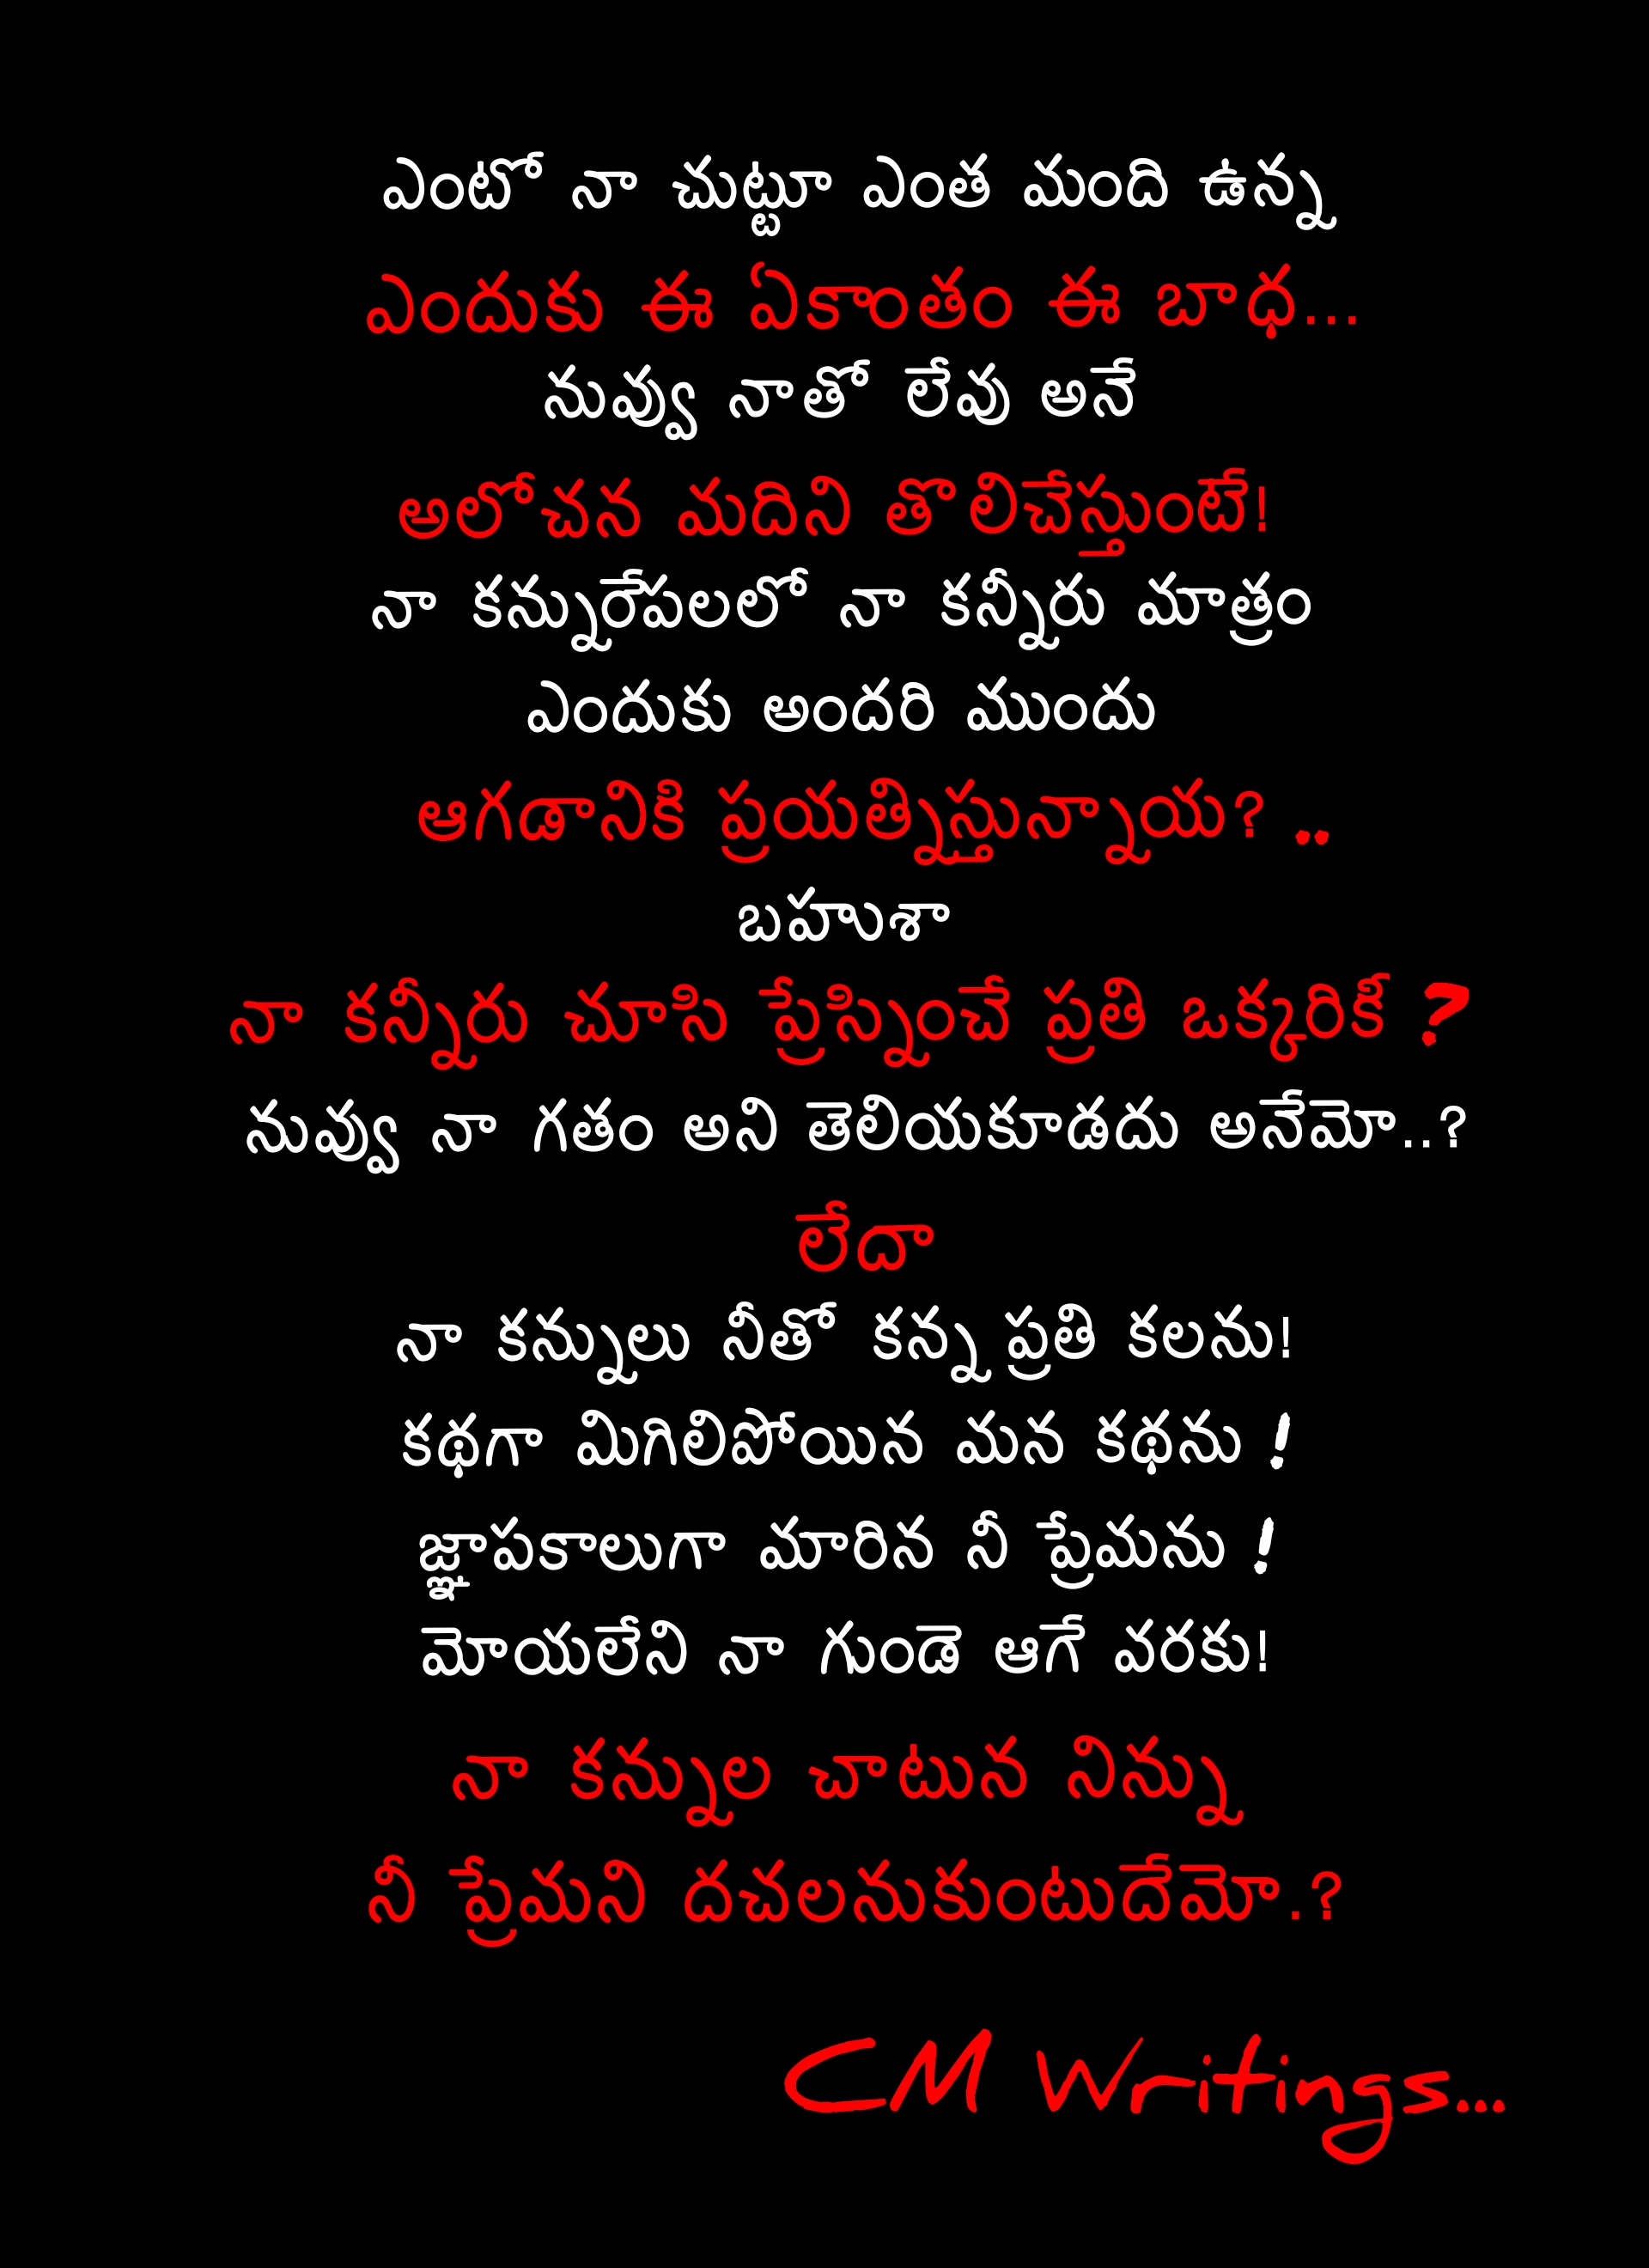 ఎంటో నా చుట్టూ ఎంత మంది ఉన్న
ఎందుకు ఈ ఏకాంతం ఈ బాధ...
నువ్వు నాతో లేవు అనే
అలోచన మదిని తొలిచేస్తుంటే!
నా కన్నురేపలలో నా కన్నీరు మాత్రం
ఎందుకు అందరి ముందు
ఆగడానికి ప్రయత్నిస్తున్నాయ? ..
బహుశా
నా కన్నీరు చూసి ప్రేస్నించే ప్రతి ఒక్కరికీ ?
నువ్వు నా గతం అని తెలియకూడదు అనేమో..?
లేదా
నా కన్నులు నీతో కన్న ప్రతి కలను!
కథగా మిగిలిపోయిన మన కథను !
జ్ఞాపకాలుగా మారిన నీ ప్రేమను !
మోయలేని నా గుండె ఆగే వరకు!
నా కన్నుల చాటున నిన్ను
నీ ప్రేమని దచలనుకుంటుదేమో.?
CM Writings...